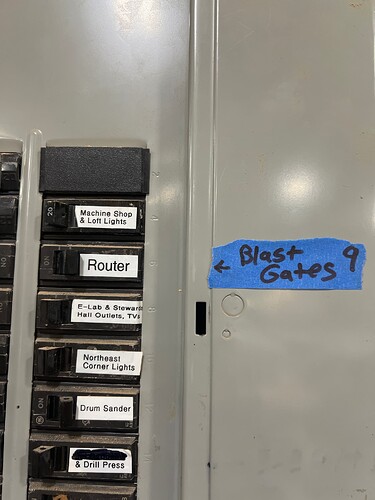 20
Machine Shop
& Loft Lights
ON
Router
← Blast 9
Gates
E-Lab & Steward
Hall Outlets, TVs
Northeast
Corner Lights
ON
Drum Sander
& Drill Press